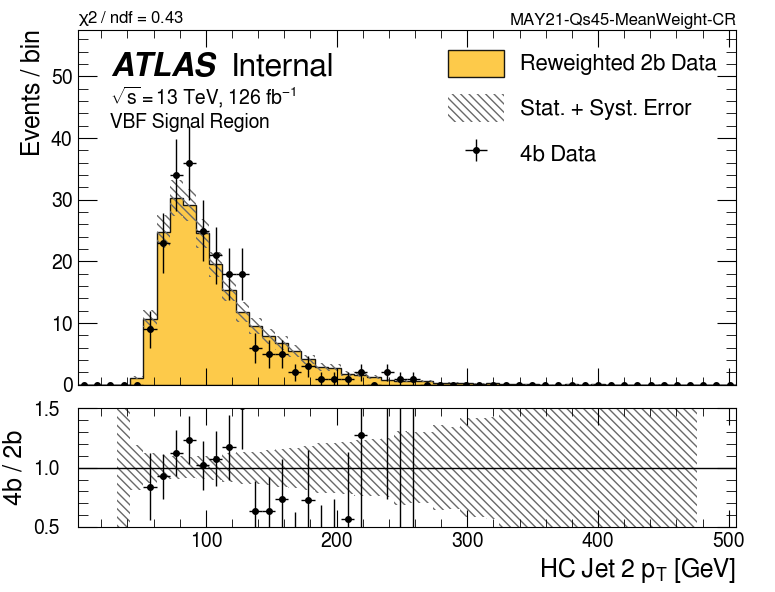 χ² / ndf = 0.43
MAY21-Qs45-MeanWeight-CR
Events / bin
ATLAS Internal
√s = 13 TeV, 126 fb⁻¹
VBF Signal Region
Reweighted 2b Data
Stat. + Syst. Error
4b Data
50
40
30
20
10
0
4b / 2b
1.5
1.0
0.5
100 200 300 400 500
HC Jet 2 p_T [GeV]